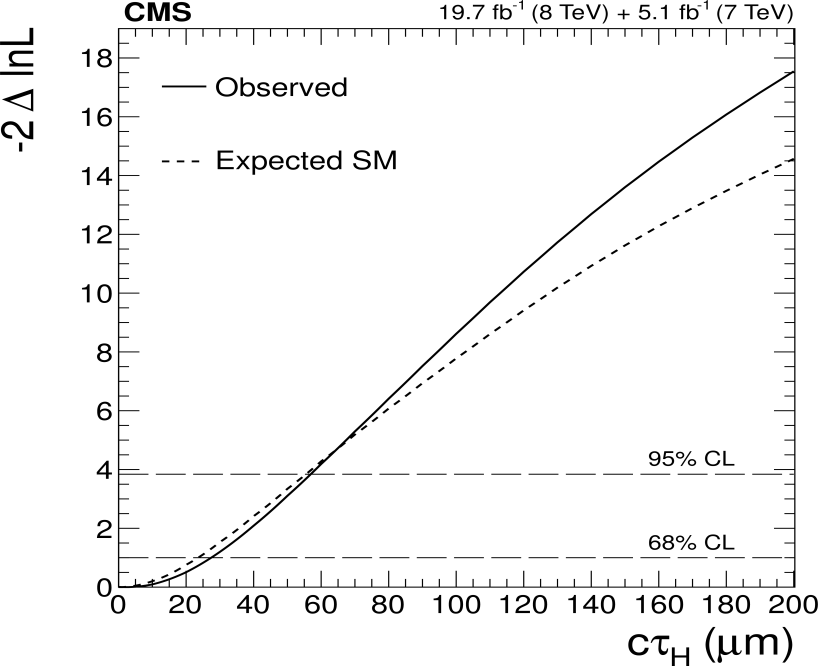 CMS 19.7 fb⁻¹ (8 TeV) + 5.1 fb⁻¹ (7 TeV)
-2 Δ lnL
18
16
14
12
10
8
6
4
2
0
Observed
Expected SM
95% CL
68% CL
0 20 40 60 80 100 120 140 160 180 200
cτ_H (μm)